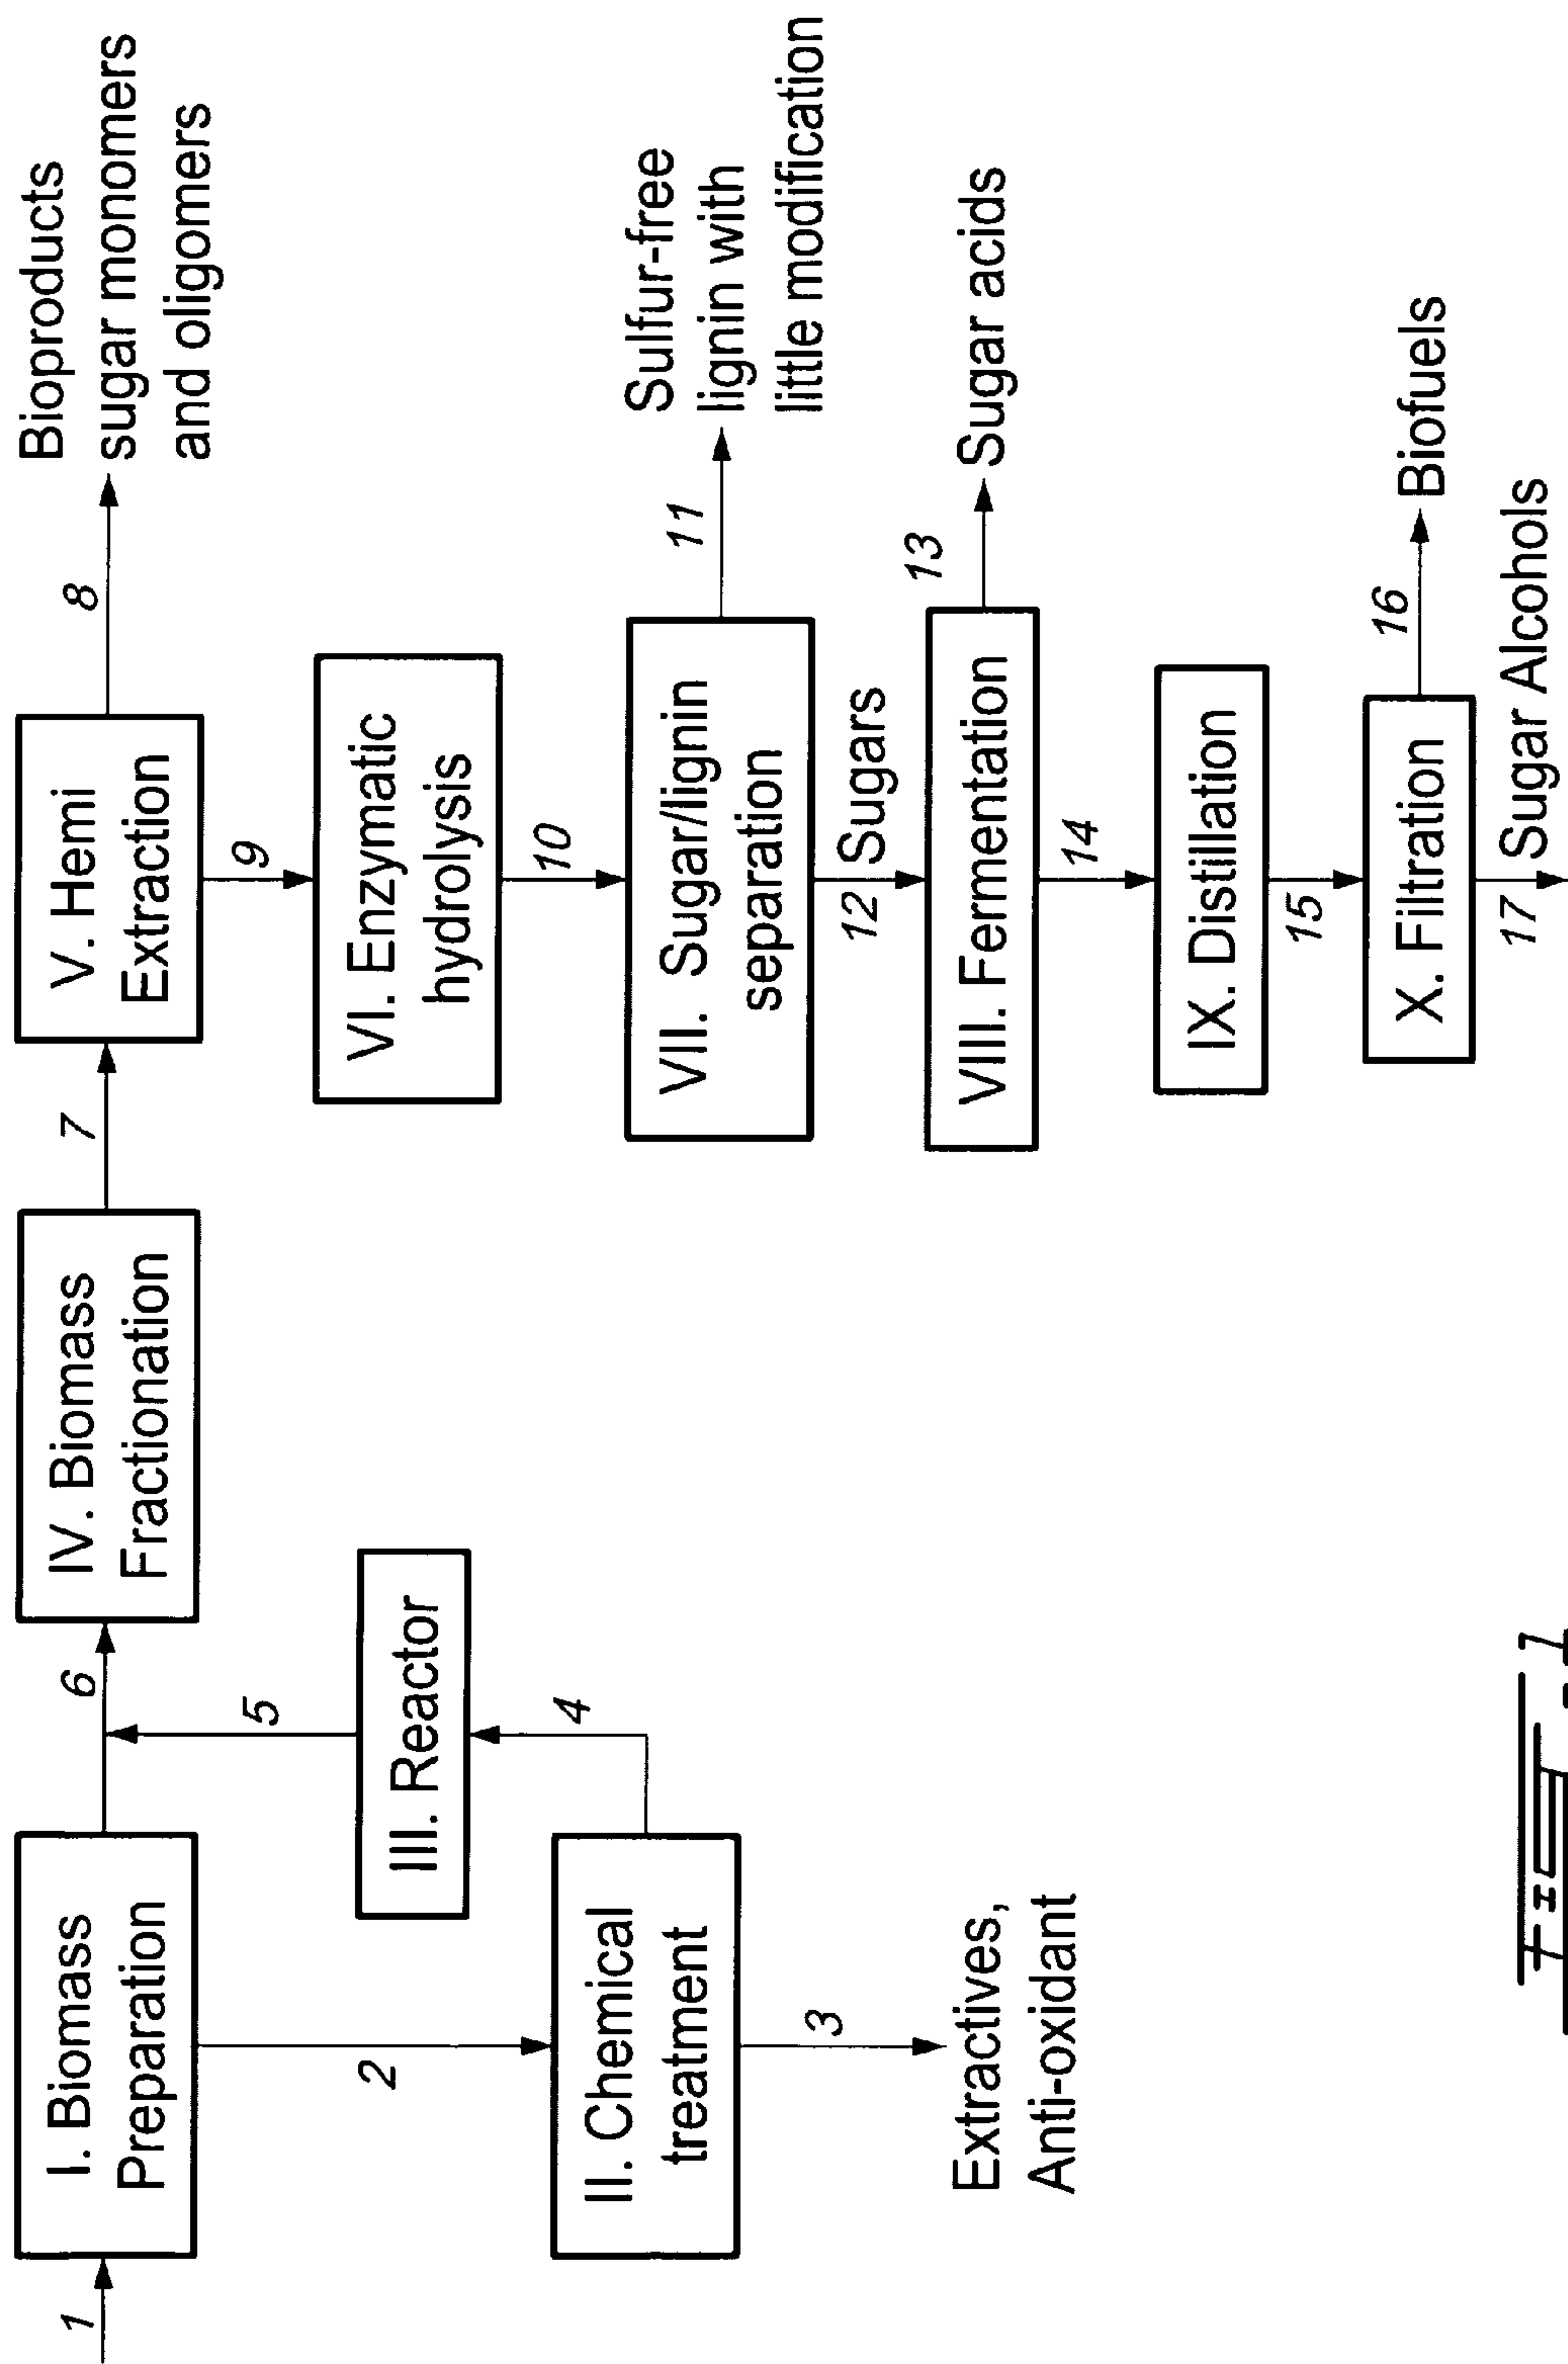 1
I. Biomass
Preparation
2
II. Chemical
treatment
3
Extractives,
Anti-oxidant
4
III. Reactor
5
6
IV. Biomass
Fractionation
7
V. Hemi
Extraction
8
Bioproducts
sugar monomers
and oligomers
9
VI. Enzymatic
hydrolysis
10
VII. Sugar/lignin
separation
11
Sulfur-free
lignin with
little modification
12 Sugars
VIII. Fermentation
13
Sugar acids
14
IX. Distillation
15
X. Filtration
16
Biofuels
17 Sugar Alcohols